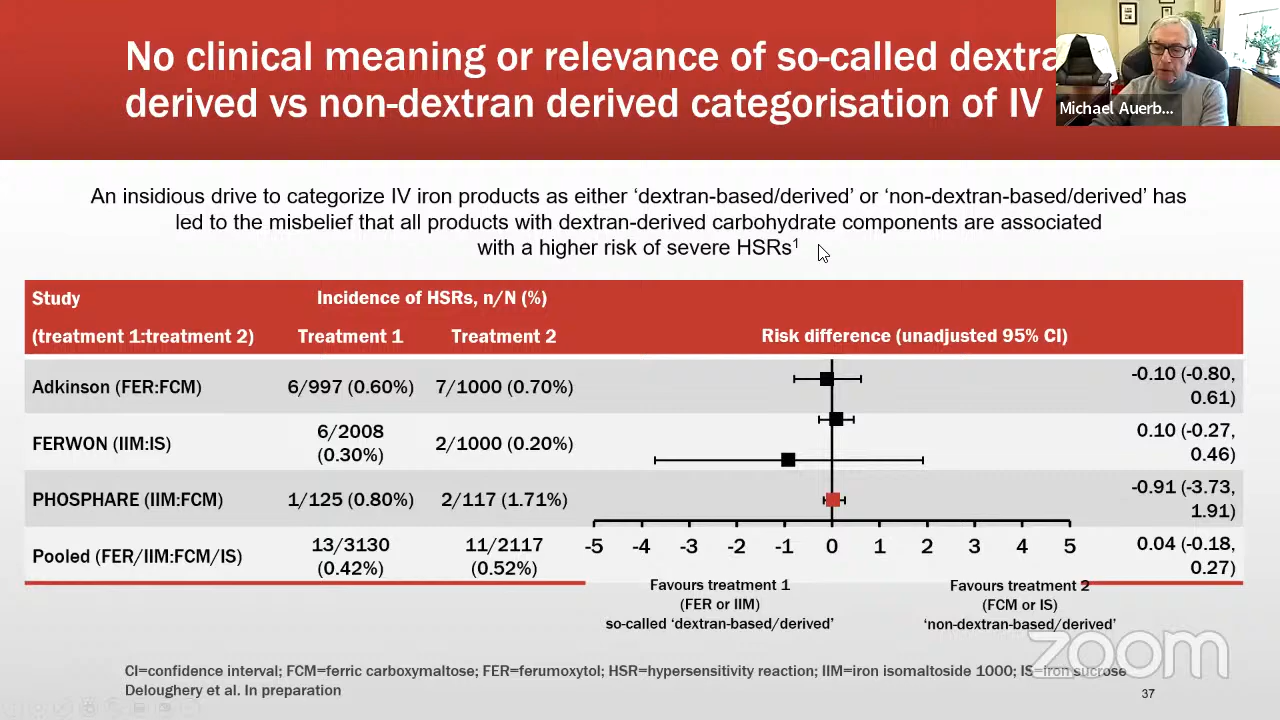 No clinical meaning or relevance of so-called
derived vs non-dextran derived categorisation of IV
Michael Auerb...
An insidious drive to categorize IV iron products as either ‘dextran-based/derived’ or ‘non-dextran-based/derived’ has
led to the misbelief that all products with dextran-derived carbohydrate components are associated
with a higher risk of severe HSRs1
Study
Incidence of HSRs, n/N (%)
(treatment 1:treatment 2)
Treatment 1
Treatment 2
Risk difference (unadjusted 95% CI)
Adkinson (FER:FCM)
6/997 (0.60%)
7/1000 (0.70%)
-0.10 (-0.80,
0.61)
FERWON (IIM:IS)
6/2008
(0.30%)
2/1000 (0.20%)
0.10 (-0.27,
0.46)
PHOSPHARE (IIM:FCM)
1/125 (0.80%)
2/117 (1.71%)
-0.91 (-3.73,
1.91)
Pooled (FER/IIM:FCM/IS)
13/3130
(0.42%)
11/2117
(0.52%)
-5 -4 -3 -2 -1 0 1 2 3 4 5
0.04 (-0.18,
0.27)
Favours treatment 1
(FER or IIM)
so-called ‘dextran-based/derived’
Favours treatment 2
(FCM or IS)
‘non-dextran-based/derived’
zoom
CI=confidence interval; FCM=ferric carboxymaltose; FER=ferumoxytol; HSR=hypersensitivity reaction; IIM=iron isomaltoside 1000; IS=iron sucrose
Deloughery et al. In preparation
37